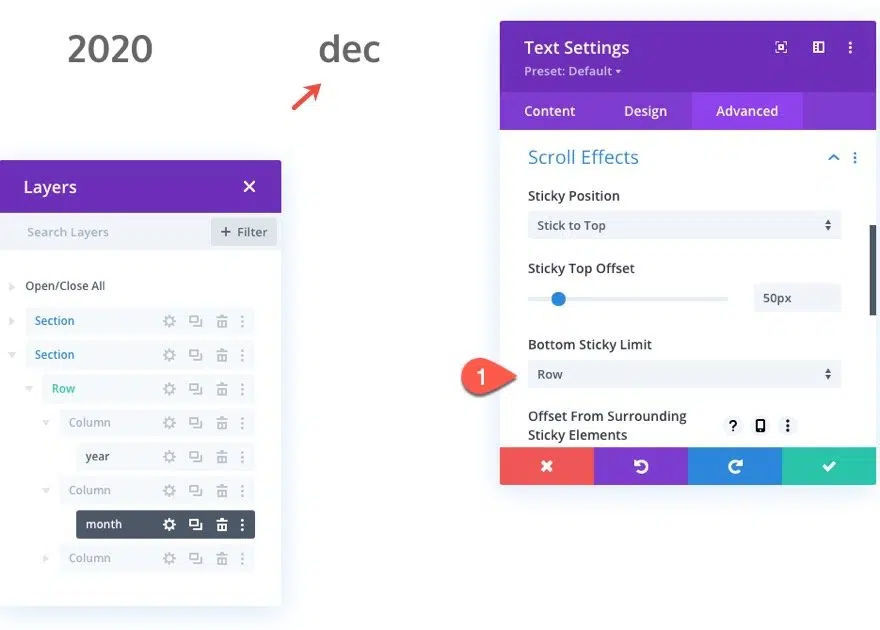 2020
dec
Layers
Search Layers
+ Filter
Open/Close All
Section
Section
Row
Column
year
Column
month
Column
Text Settings
Preset: Default
Content Design Advanced
Scroll Effects
Sticky Position
Stick to Top
Sticky Top Offset
50px
Bottom Sticky Limit
1
Row
Offset From Surrounding
Sticky Elements
?